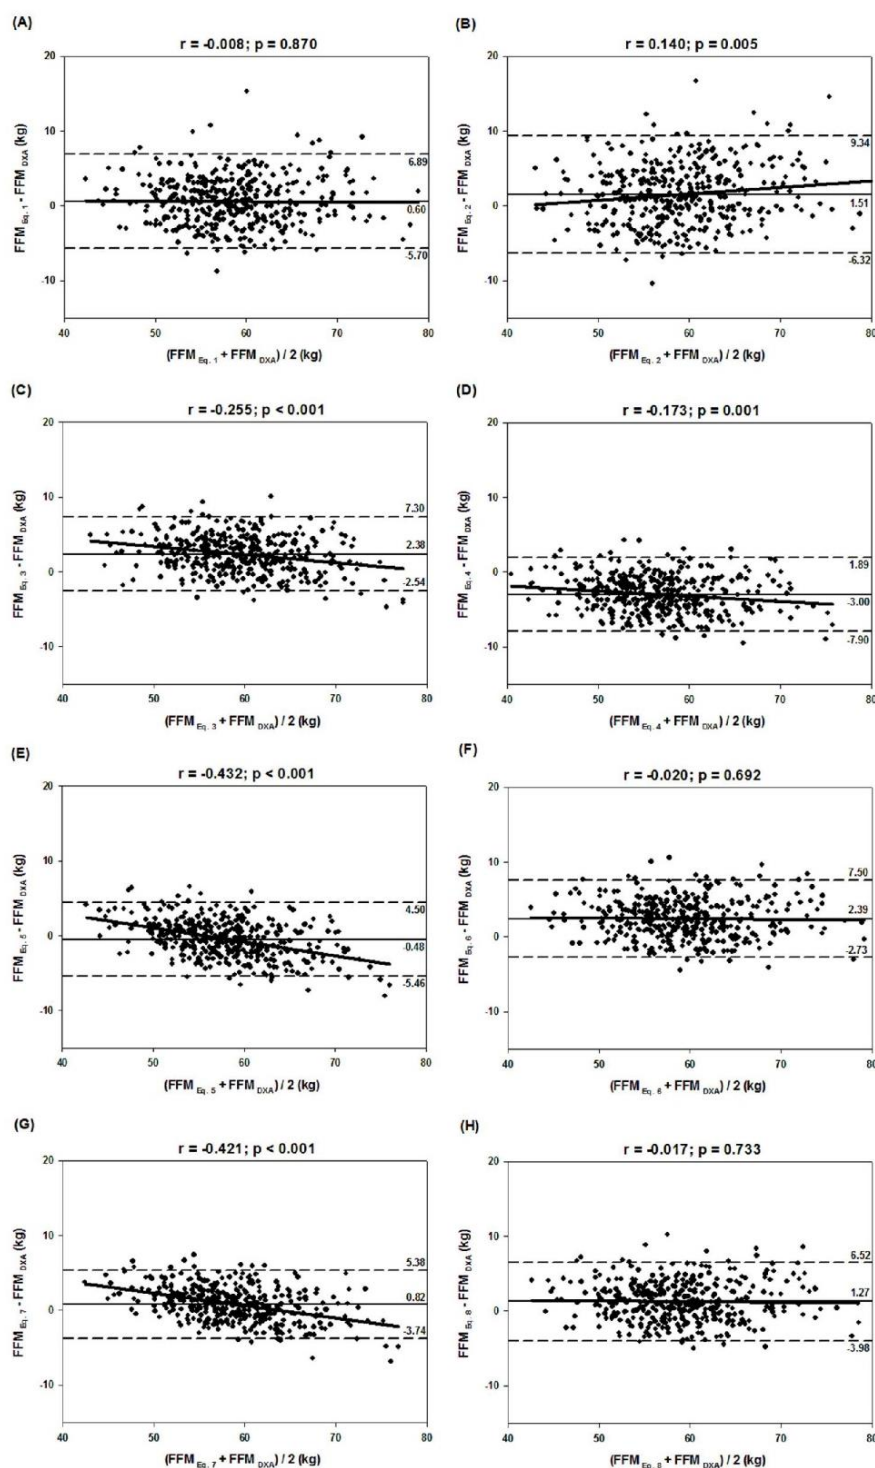 (A)
r = -0.008; p = 0.870
20
10
0
-10
6.89
0.60
-5.70
FFM Eq. 1 - FFM DXA (kg)
40 50 60 70 80
(FFM Eq. 1 + FFM DXA) / 2 (kg)
(B)
r = 0.140; p = 0.005
20
10
0
-10
9.34
1.51
-6.32
FFM Eq. 2 - FFM DXA (kg)
40 50 60 70 80
(FFM Eq. 2 + FFM DXA) / 2 (kg)
(C)
r = -0.255; p < 0.001
20
10
0
-10
7.30
2.38
-2.54
FFM Eq. 3 - FFM DXA (kg)
40 50 60 70 80
(FFM Eq. 3 + FFM DXA) / 2 (kg)
(D)
r = -0.173; p = 0.001
20
10
0
-10
1.89
-3.00
-7.90
FFM Eq. 4 - FFM DXA (kg)
40 50 60 70 80
(FFM Eq. 4 + FFM DXA) / 2 (kg)
(E)
r = -0.432; p < 0.001
20
10
0
-10
4.50
-0.48
-5.46
FFM Eq. 5 - FFM DXA (kg)
40 50 60 70 80
(FFM Eq. 5 + FFM DXA) / 2 (kg)
(F)
r = -0.020; p = 0.692
20
10
0
-10
7.50
2.39
-2.73
FFM Eq. 6 - FFM DXA (kg)
40 50 60 70 80
(FFM Eq. 6 + FFM DXA) / 2 (kg)
(G)
r = -0.421; p < 0.001
20
10
0
-10
5.38
0.82
-3.74
FFM Eq. 7 - FFM DXA (kg)
40 50 60 70 80
(FFM Eq. 7 + FFM DXA) / 2 (kg)
(H)
r = -0.017; p = 0.733
20
10
0
-10
6.52
1.27
-3.98
FFM Eq. 8 - FFM DXA (kg)
40 50 60 70 80
(FFM Eq. 8 + FFM DXA) / 2 (kg)